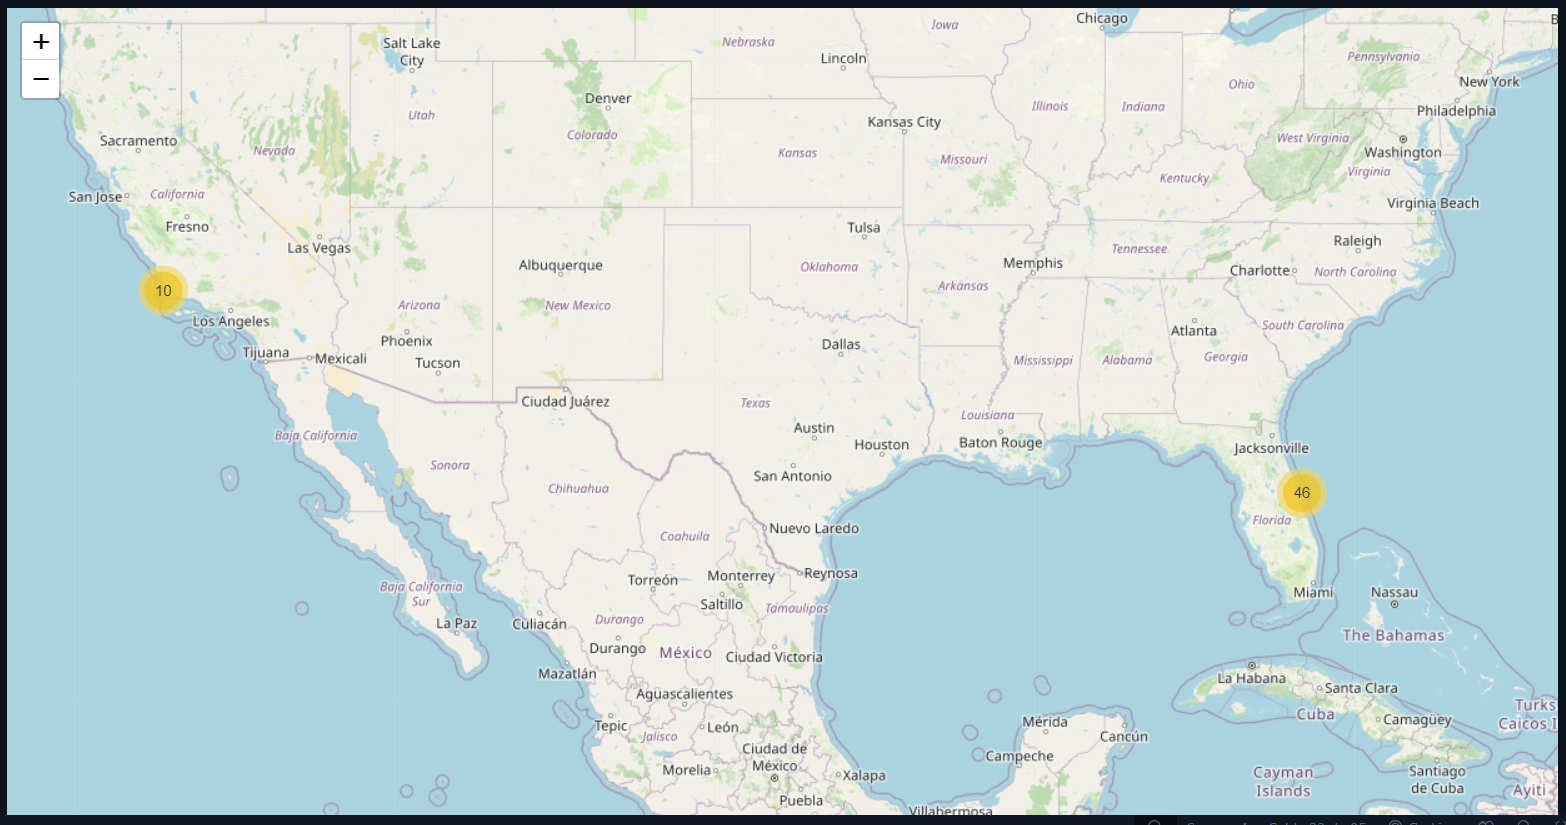 +
−
Chicago
Iowa
Salt Lake
City
Nebraska
Lincoln
Pennsylvania
New York
Denver
Utah
Ohio
Illinois
Indiana
Philadelphia
Kansas City
Colorado
Sacramento
Nevada
Kansas
Missouri
West Virginia
Washington
Virginia
Kentucky
San Jose
California
Virginia Beach
Fresno
Tulsa
Las Vegas
Raleigh
Tennessee
Albuquerque
Oklahoma
Memphis
Charlotte
North Carolina
10
Arkansas
Arizona
New Mexico
Los Angeles
Atlanta
South Carolina
Phoenix
Dallas
Tijuana
Mexicali
Tucson
Mississippi
Alabama
Georgia
Ciudad Juárez
Texas
Louisiana
Austin
Baja California
Houston
Baton Rouge
Jacksonville
Sonora
San Antonio
Chihuahua
46
Florida
Nuevo Laredo
Coahuila
Reynosa
Torreón
Monterrey
Baja California
Sur
Saltillo
Tamaulipas
Miami
Nassau
La Paz
Culiacán
Durango
The Bahamas
Durango
México
Ciudad Victoria
Mazatlán
La Habana
Santa Clara
Aguascalientes
Turks
Caicos I
Cuba
Camagüey
Tepic
León
Jalisco
Mérida
Cancún
Ciudad de
México
Campeche
Morelia
Xalapa
Cayman
Islands
Santiago
de Cuba
Ayiti
Puebla
Villahermosa